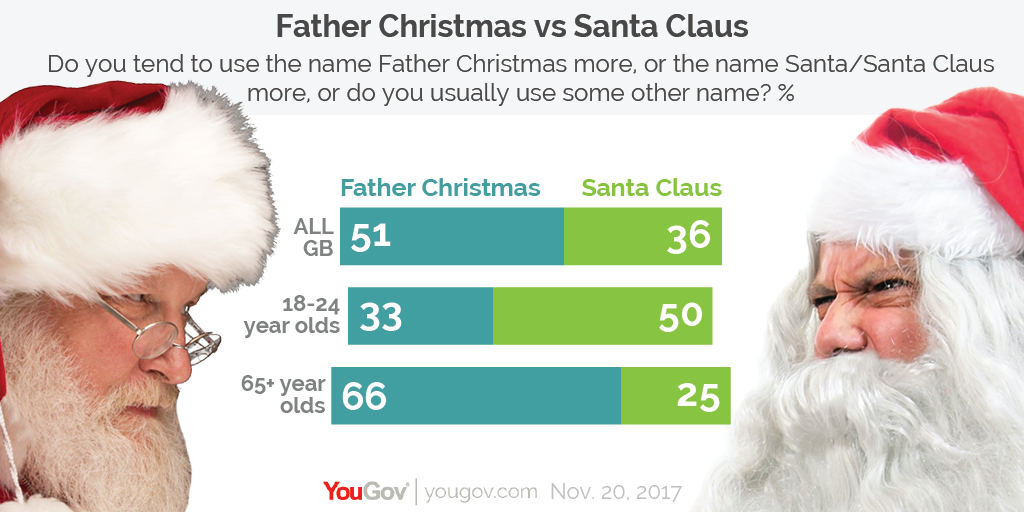 Father Christmas vs Santa Claus
Do you tend to use the name Father Christmas more, or the name Santa/Santa Claus
more, or do you usually use some other name? %
Father Christmas Santa Claus
ALL
GB
51 36
18-24
year olds
33 50
65+ year
olds
66 25
YouGov® | yougov.com Nov. 20, 2017